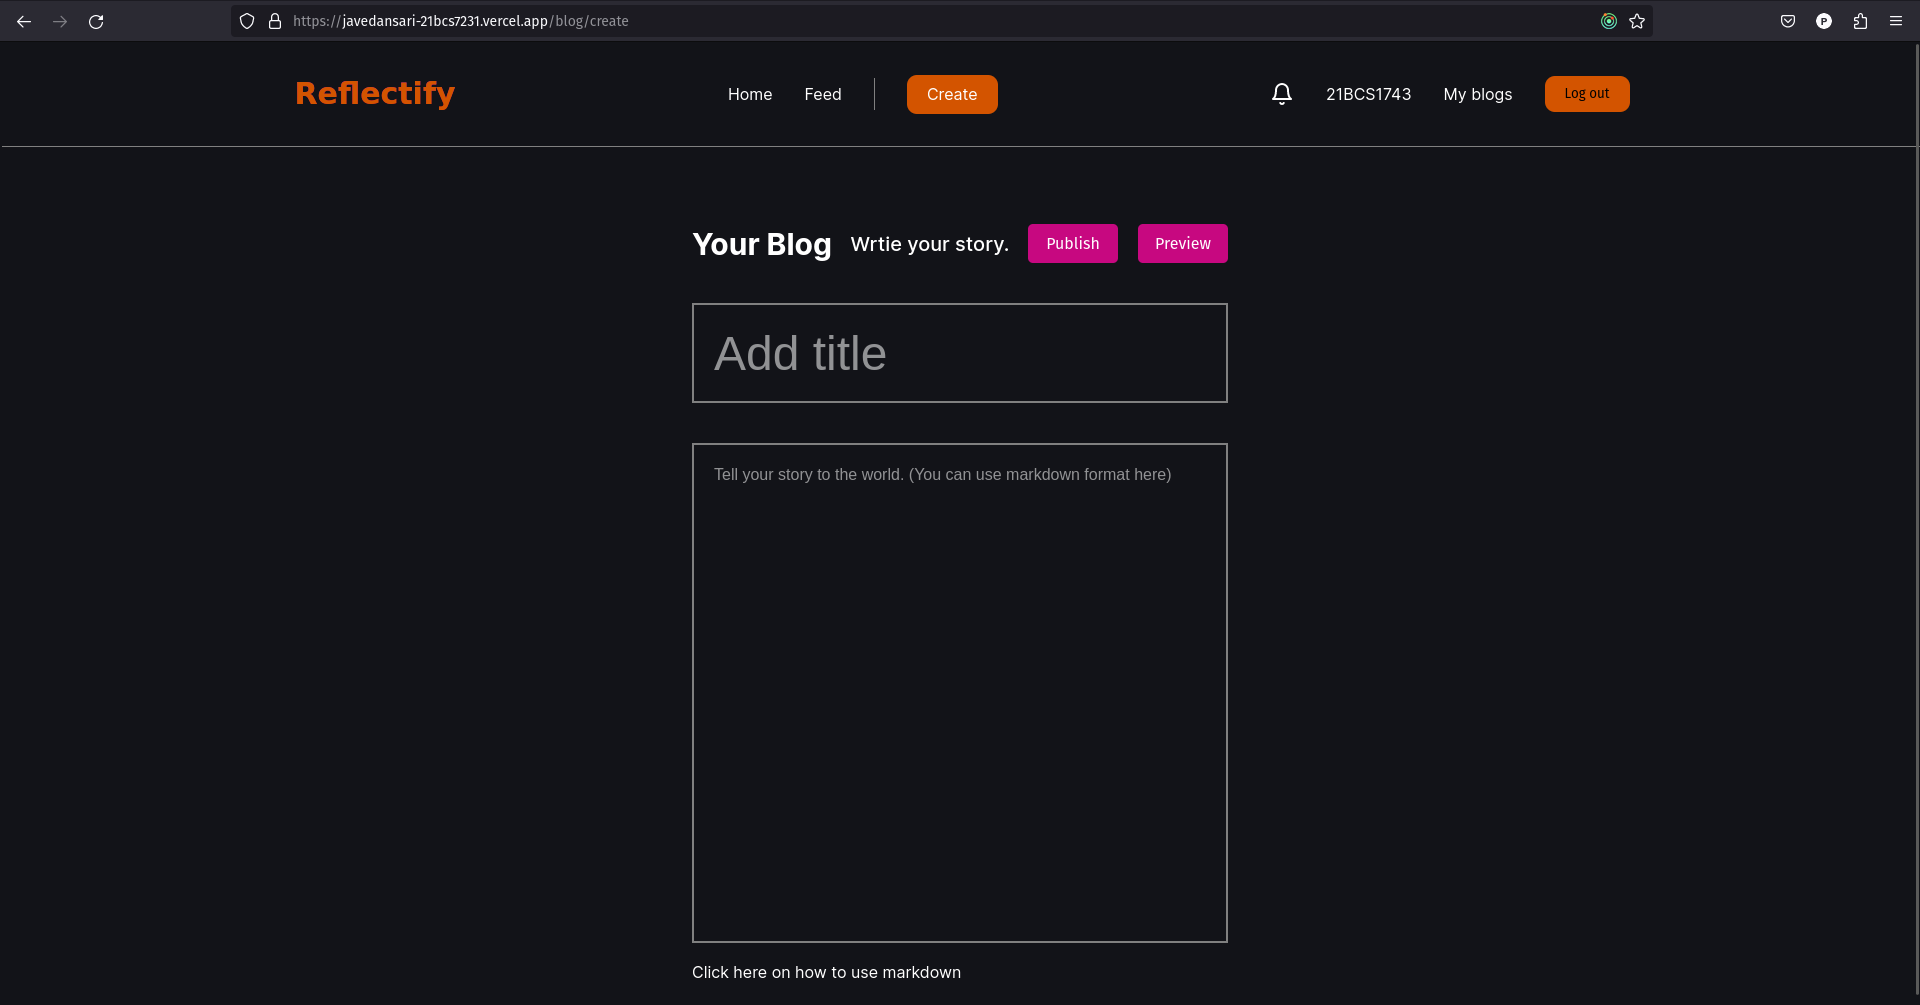 https://javedansari-21bcs7231.vercel.app/blog/create
P
Reflectify Home Feed Create 21BCS1743 My blogs Log out
Your Blog Wrtie your story. Publish Preview
Add title
Tell your story to the world. (You can use markdown format here)
Click here on how to use markdown